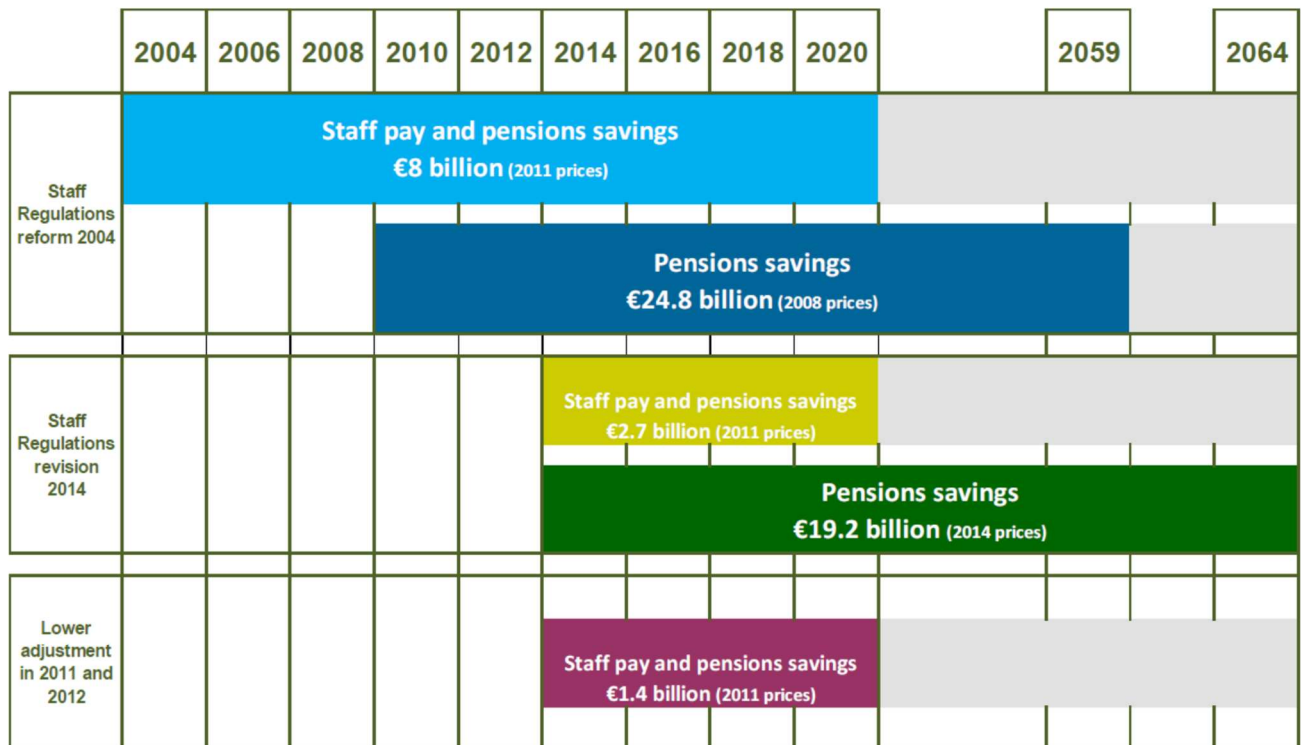 2004 2006 2008 2010 2012 2014 2016 2018 2020 2059 2064
Staff
Regulations
reform 2004
Staff pay and pensions savings
€8 billion (2011 prices)
Pensions savings
€24.8 billion (2008 prices)
Staff
Regulations
revision
2014
Staff pay and pensions savings
€2.7 billion (2011 prices)
Pensions savings
€19.2 billion (2014 prices)
Lower
adjustment
in 2011 and
2012
Staff pay and pensions savings
€1.4 billion (2011 prices)